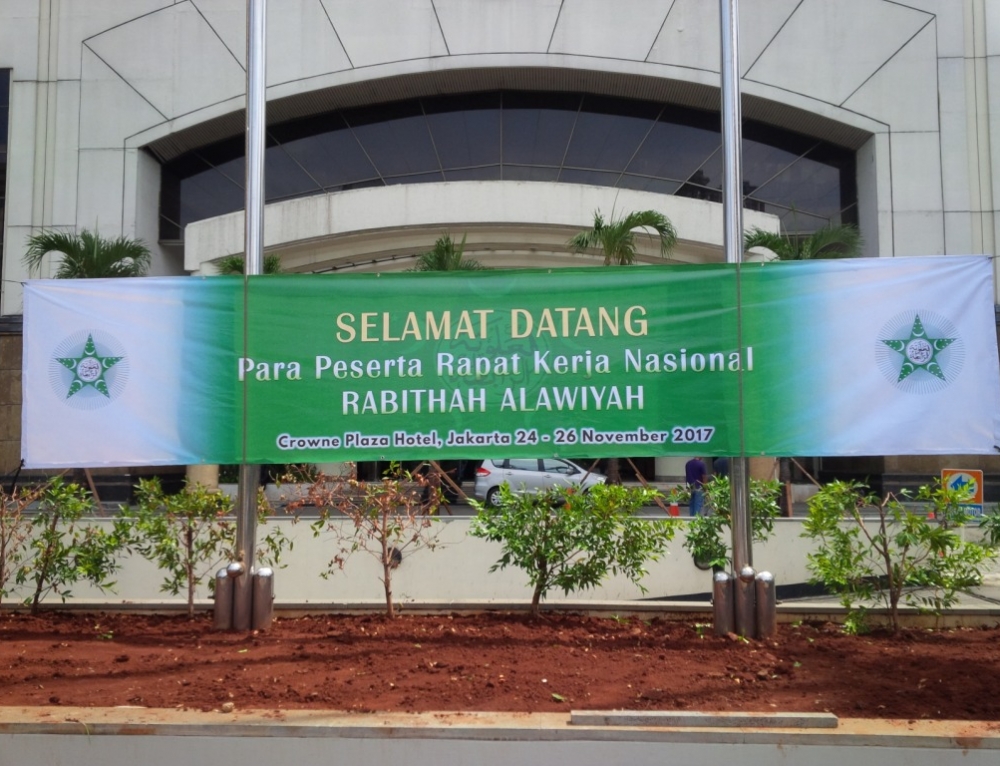 SELAMAT DATANG
Para Peserta Rapat Kerja Nasional
RABITHAH ALAWIYAH
Crowne Plaza Hotel, Jakarta 24 - 26 November 2017